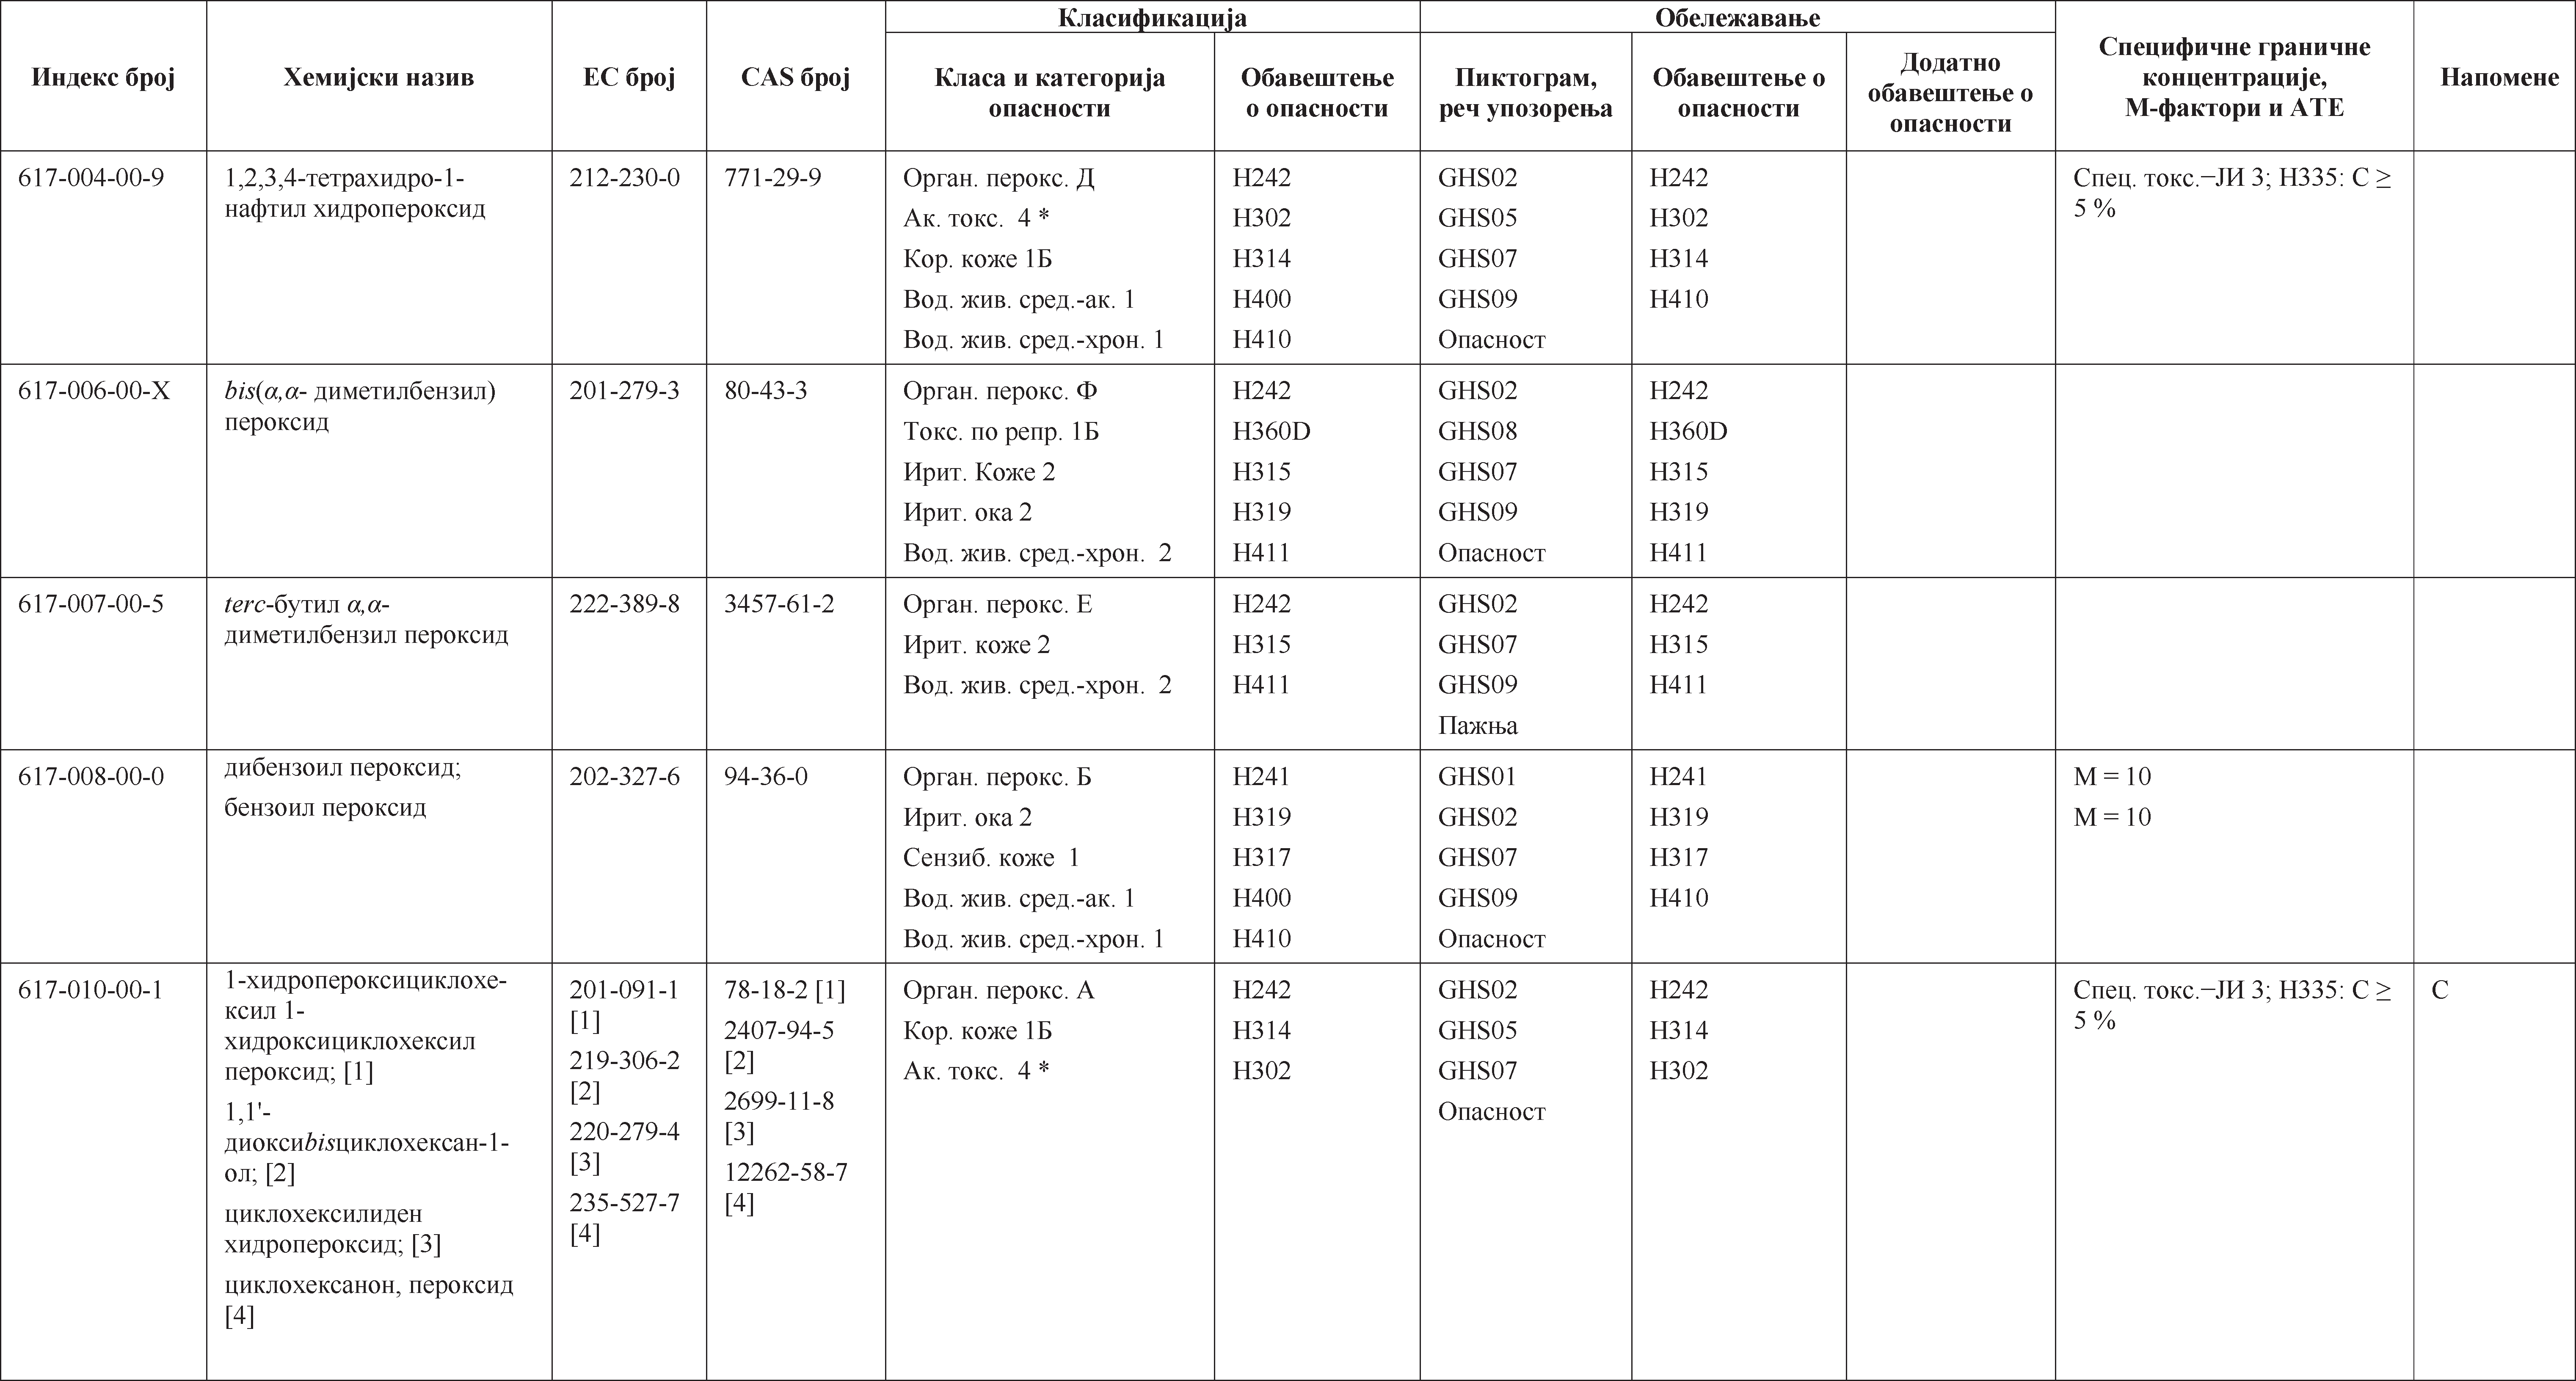 Индекс број
Хемијски назив
ЕС број
CAS број
Класификација
Обележавање
Специфичне граничне
концентрације,
М-фактори и АТЕ
Напомене
Класа и категорија
опасности
Обавештење
о опасности
Пиктограм,
реч упозорења
Обавештење о
опасности
Додатно
обавештење о
опасности
617-004-00-9
1,2,3,4-тетрахидро-1-
нафтил хидропероксид
212-230-0
771-29-9
Орган. перокс. Д
Ак. токс.  4 *
Кор. коже 1Б
Вод. жив. сред.-ак. 1
Вод. жив. сред.-хрон. 1
H242
H302
H314
H400
H410
GHS02
GHS05
GHS07
GHS09
Опасност
H242
H302
H314
H410
Спец. токс.−ЈИ 3; H335: C ≥
5 %
617-006-00-X
bis(α,α- диметилбензил)
пероксид
201-279-3
80-43-3
Орган. перокс. Ф
Токс. по репр. 1Б
Ирит. Коже 2
Ирит. ока 2
Вод. жив. сред.-хрон.  2
H242
H360D
H315
H319
H411
GHS02
GHS08
GHS07
GHS09
Опасност
H242
H360D
H315
H319
H411
617-007-00-5
terc-бутил α,α-
диметилбензил пероксид
222-389-8
3457-61-2
Орган. перокс. Е
Ирит. коже 2
Вод. жив. сред.-хрон.  2
H242
H315
H411
GHS02
GHS07
GHS09
Пажња
H242
H315
H411
617-008-00-0
дибензоил пероксид;
бензоил пероксид
202-327-6
94-36-0
Орган. перокс. Б
Ирит. ока 2
Сензиб. коже  1
Вод. жив. сред.-ак. 1
Вод. жив. сред.-хрон. 1
H241
H319
H317
H400
H410
GHS01
GHS02
GHS07
GHS09
Опасност
H241
H319
H317
H410
M = 10
M = 10
617-010-00-1
1-хидропероксициклохе-
ксил 1-
хидроксициклохексил
пероксид; [1]
1,1'-
диоксиbisциклохексан-1-
ол; [2]
циклохексилиден
хидропероксид; [3]
циклохексанон, пероксид
[4]
201-091-1
[1]
219-306-2
[2]
220-279-4
[3]
235-527-7
[4]
78-18-2 [1]
2407-94-5
[2]
2699-11-8
[3]
12262-58-7
[4]
Орган. перокс. А
Кор. коже 1Б
Ак. токс.  4 *
H242
H314
H302
GHS02
GHS05
GHS07
Опасност
H242
H314
H302
Спец. токс.−ЈИ 3; H335: C ≥
5 %
C